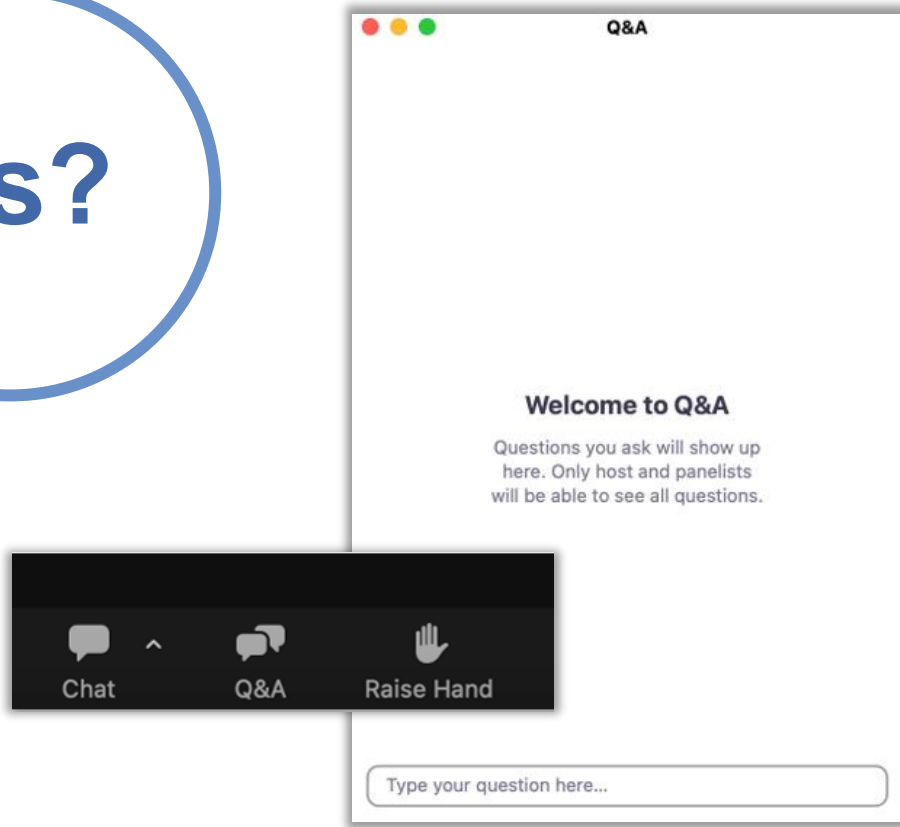 s?
Q&A
Welcome to Q&A
Questions you ask will show up
here. Only host and panelists
will be able to see all questions.
Chat
Q&A
Raise Hand
Type your question here...